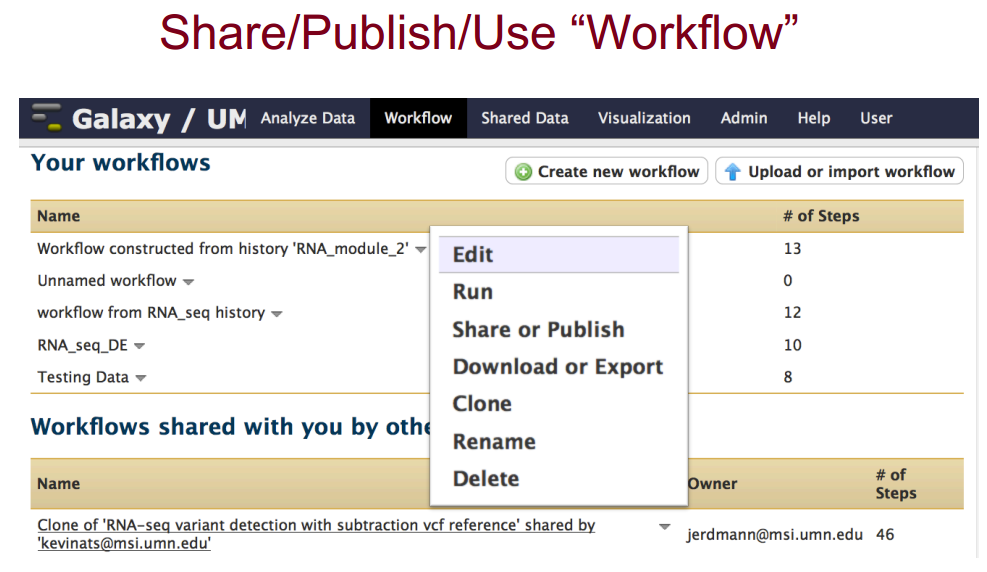 Share/Publish/Use “Workflow”
Galaxy / UM Analyze Data Workflow Shared Data Visualization Admin Help User
Your workflows
Create new workflow Upload or import workflow
Name # of Steps
Workflow constructed from history 'RNA_module_2' 13
Unnamed workflow 0
workflow from RNA_seq history 12
RNA_seq_DE 10
Testing Data 8
Edit
Run
Share or Publish
Download or Export
Clone
Rename
Delete
Workflows shared with you by othe
Name Owner # of
Steps
Clone of 'RNA-seq variant detection with subtraction vcf reference' shared by
'kevinats@msi.umn.edu' jerdmann@msi.umn.edu 46